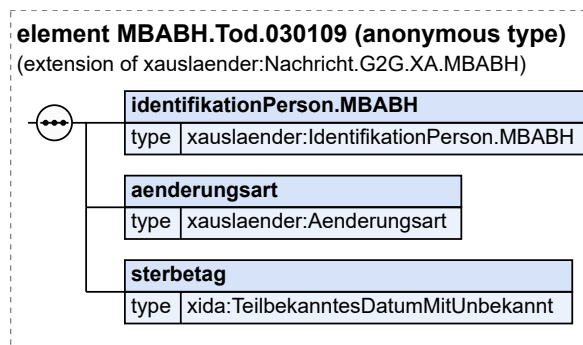 element MBABH.Tod.030109 (anonymous type)
(extension of xauslaender:Nachricht.G2G.XA.MBABH)
identifikationPerson.MBABH
type xauslaender:IdentifikationPerson.MBABH
aenderungsart
type xauslaender:Aenderungsart
sterbetag
type xida:TeilbekanntesDatumMitUnbekannt